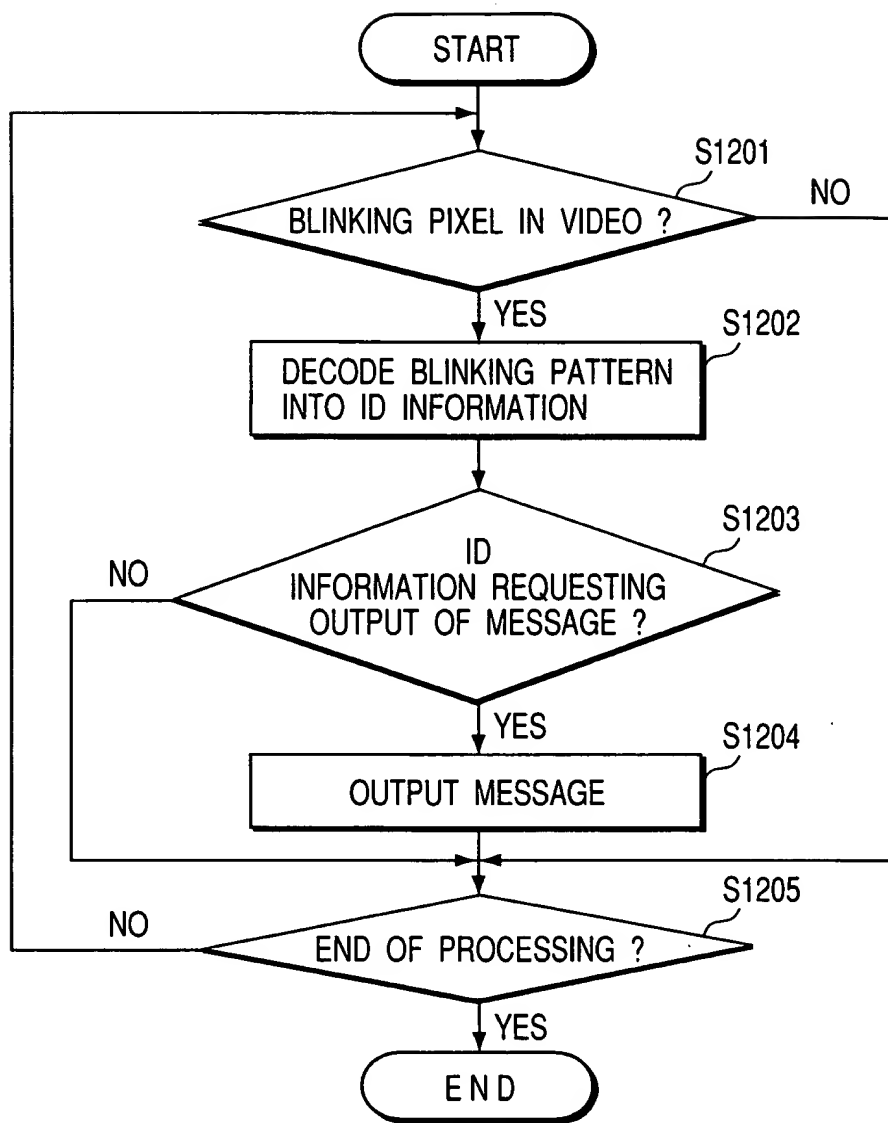 START
S1201
BLINKING PIXEL IN VIDEO ?
NO
YES
S1202
DECODE BLINKING PATTERN
INTO ID INFORMATION
S1203
ID
INFORMATION REQUESTING
OUTPUT OF MESSAGE ?
NO
YES
S1204
OUTPUT MESSAGE
S1205
END OF PROCESSING ?
NO
YES
END